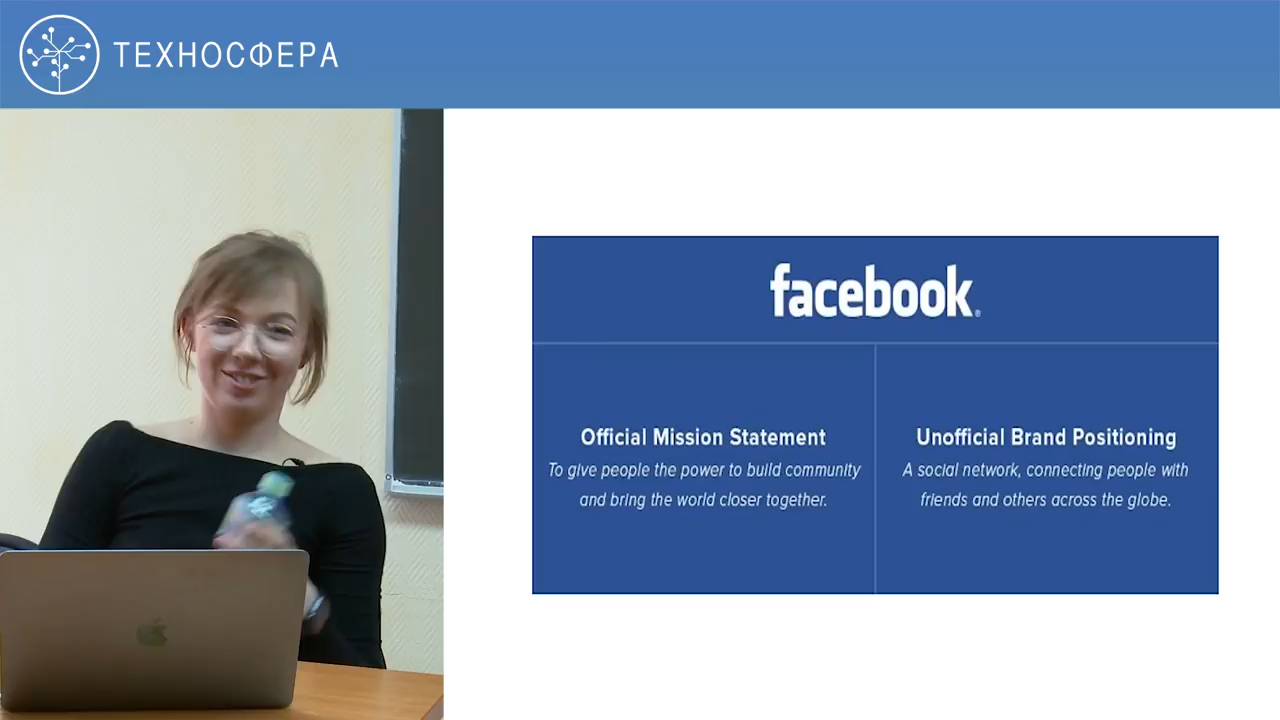 ТЕХНОСФЕРА
facebook®
Official Mission Statement
To give people the power to build community
and bring the world closer together.
Unofficial Brand Positioning
A social network, connecting people with
friends and others across the globe.